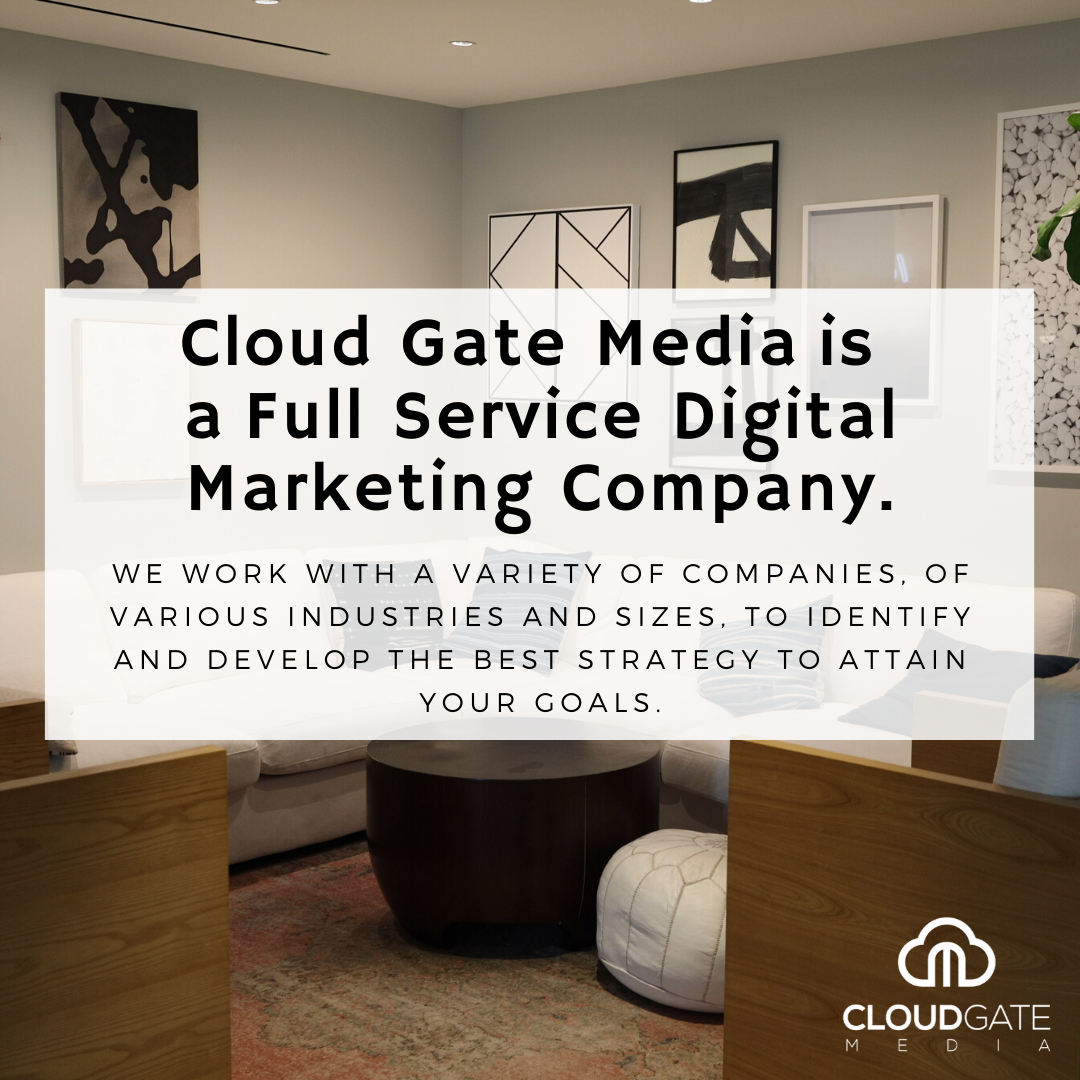 Cloud Gate Media is
a Full Service Digital
Marketing Company.
WE WORK WITH A VARIETY OF COMPANIES, OF
VARIOUS INDUSTRIES AND SIZES, TO IDENTIFY
AND DEVELOP THE BEST STRATEGY TO ATTAIN
YOUR GOALS.
CLOUDGATE
MEDIA